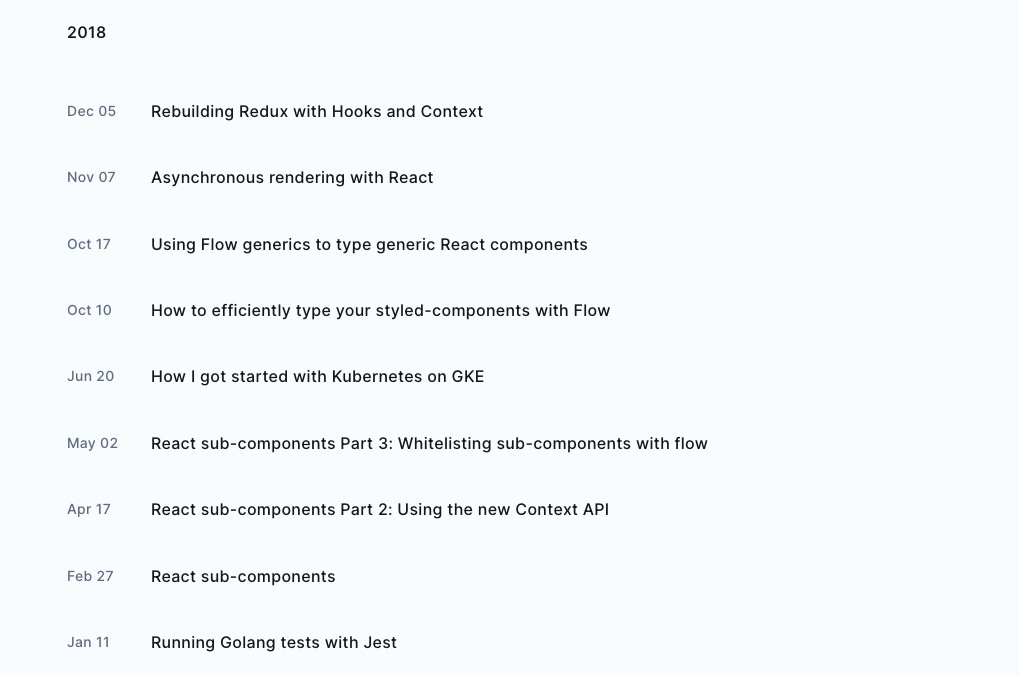 2018
Dec 05 Rebuilding Redux with Hooks and Context
Nov 07 Asynchronous rendering with React
Oct 17 Using Flow generics to type generic React components
Oct 10 How to efficiently type your styled-components with Flow
Jun 20 How I got started with Kubernetes on GKE
May 02 React sub-components Part 3: Whitelisting sub-components with flow
Apr 17 React sub-components Part 2: Using the new Context API
Feb 27 React sub-components
Jan 11 Running Golang tests with Jest